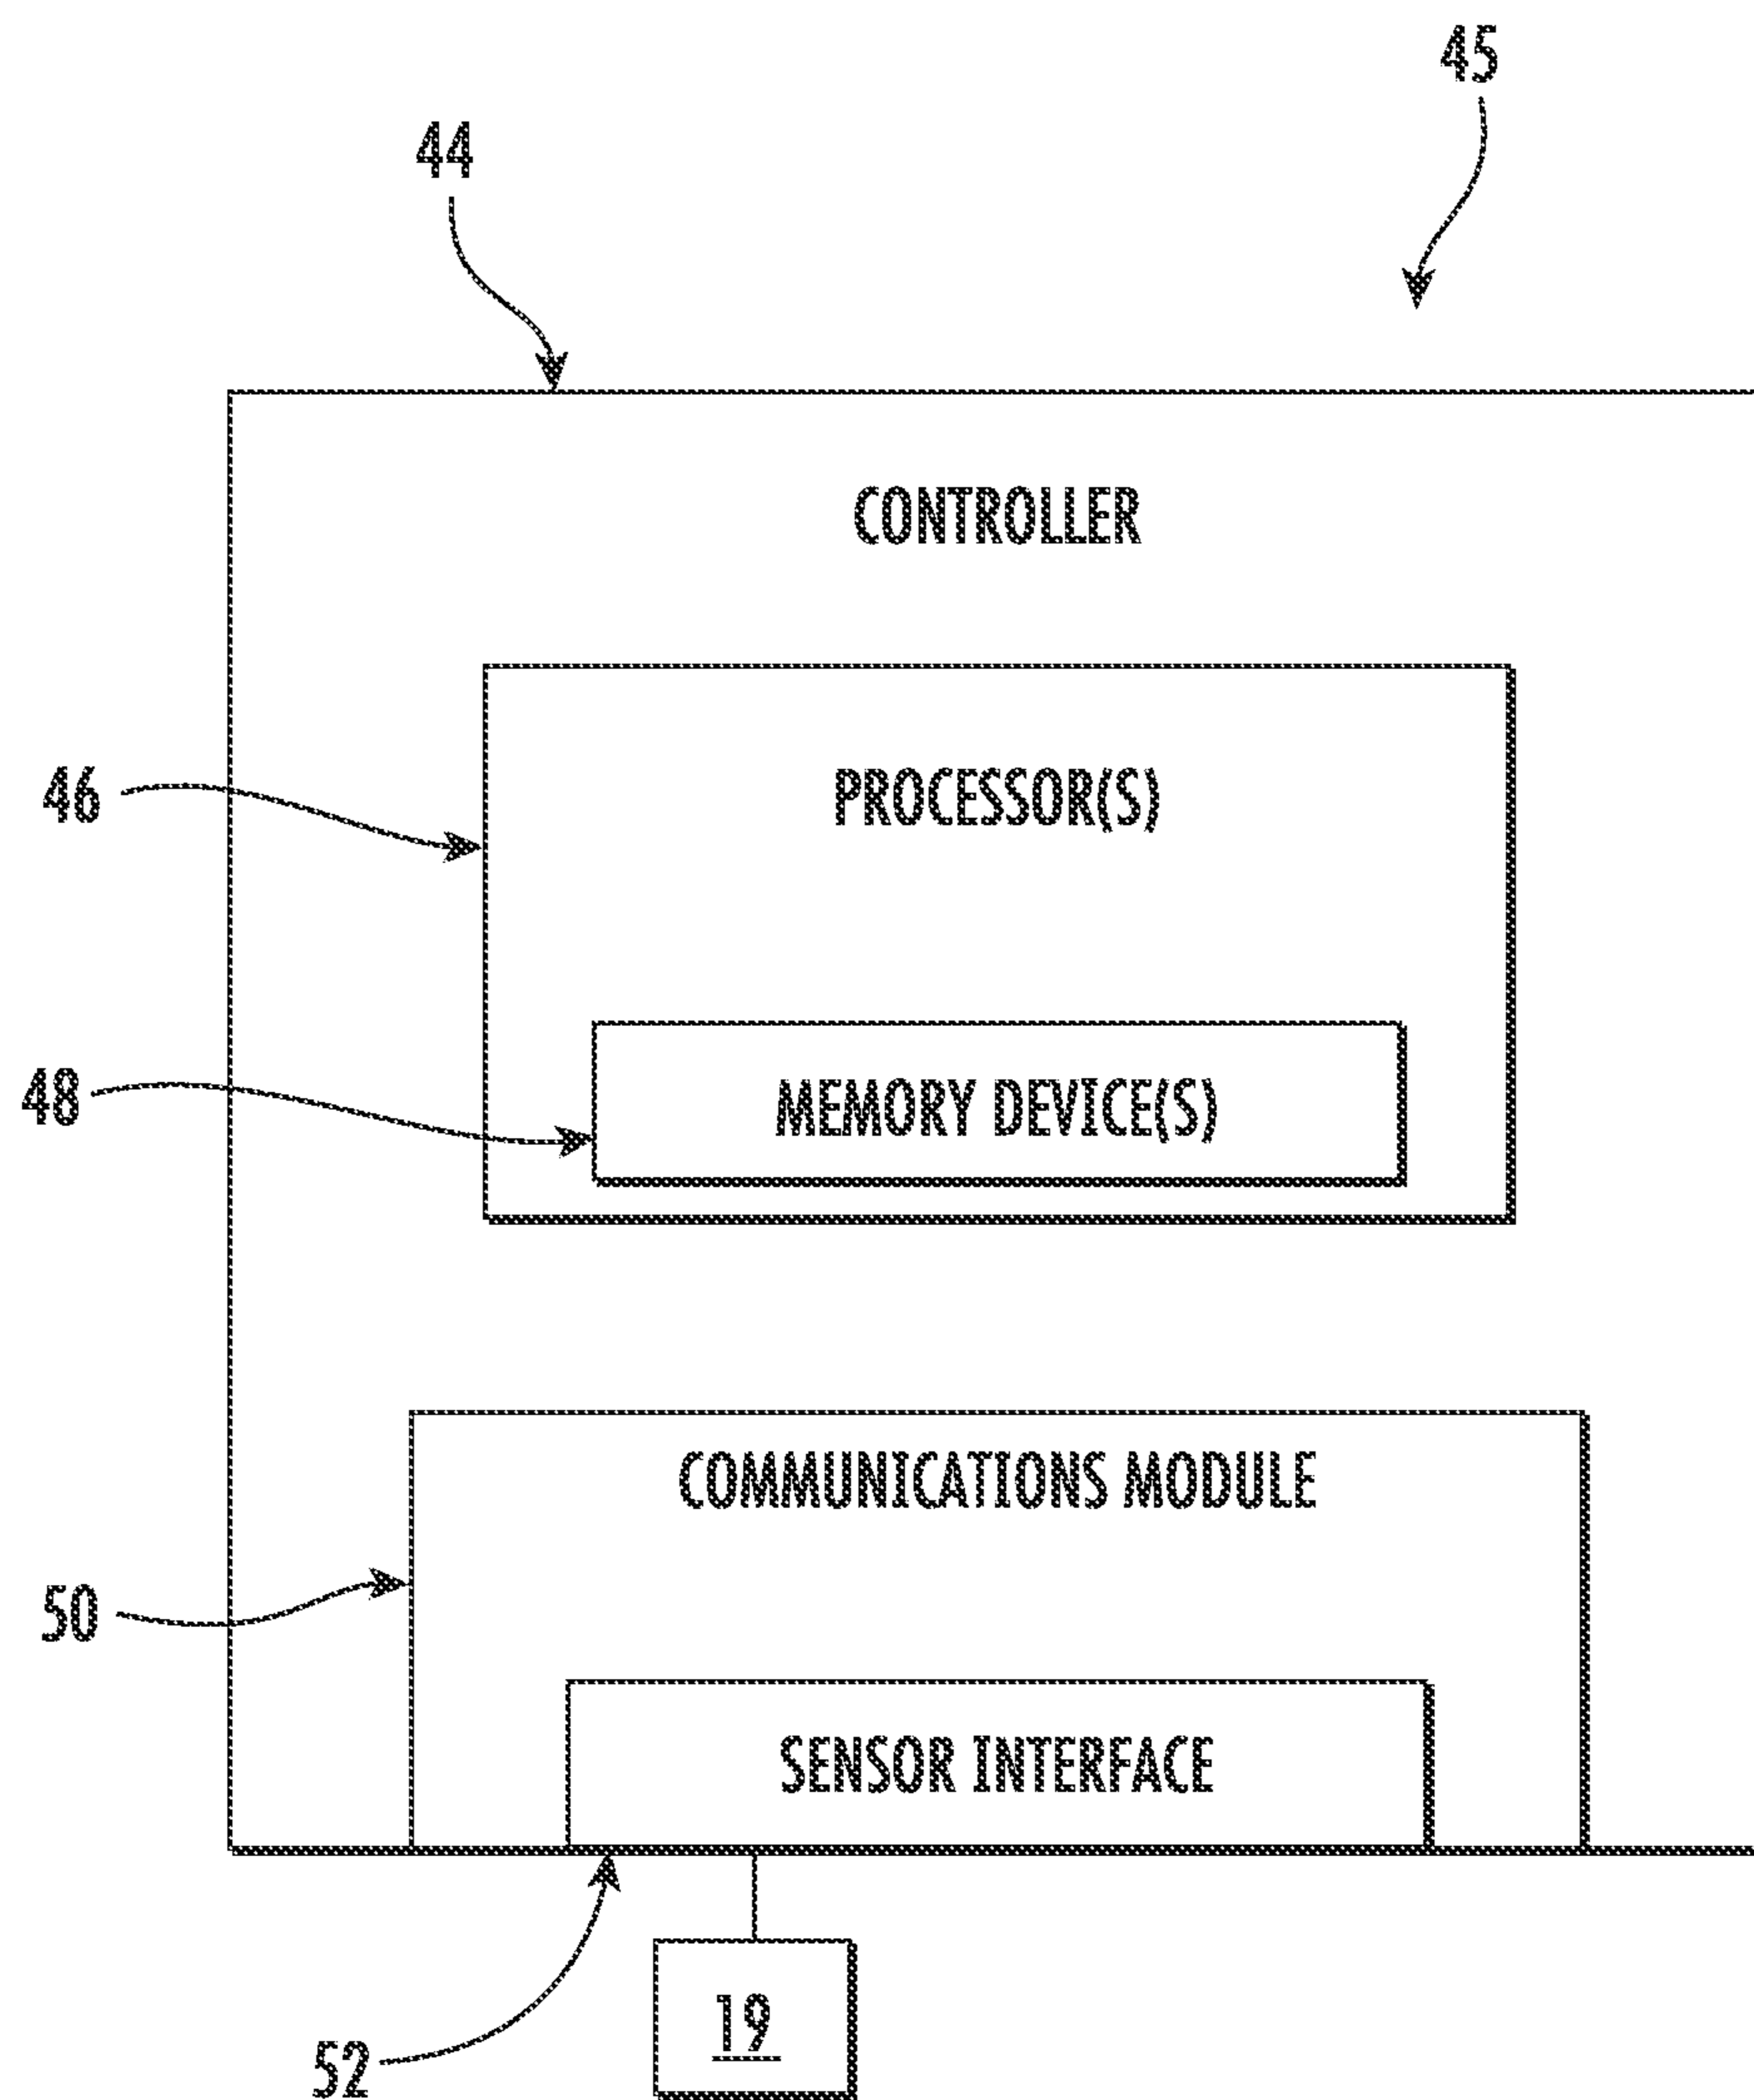 45
44
CONTROLLER
46
PROCESSOR(S)
48
MEMORY DEVICE(S)
COMMUNICATIONS MODULE
50
SENSOR INTERFACE
19
52